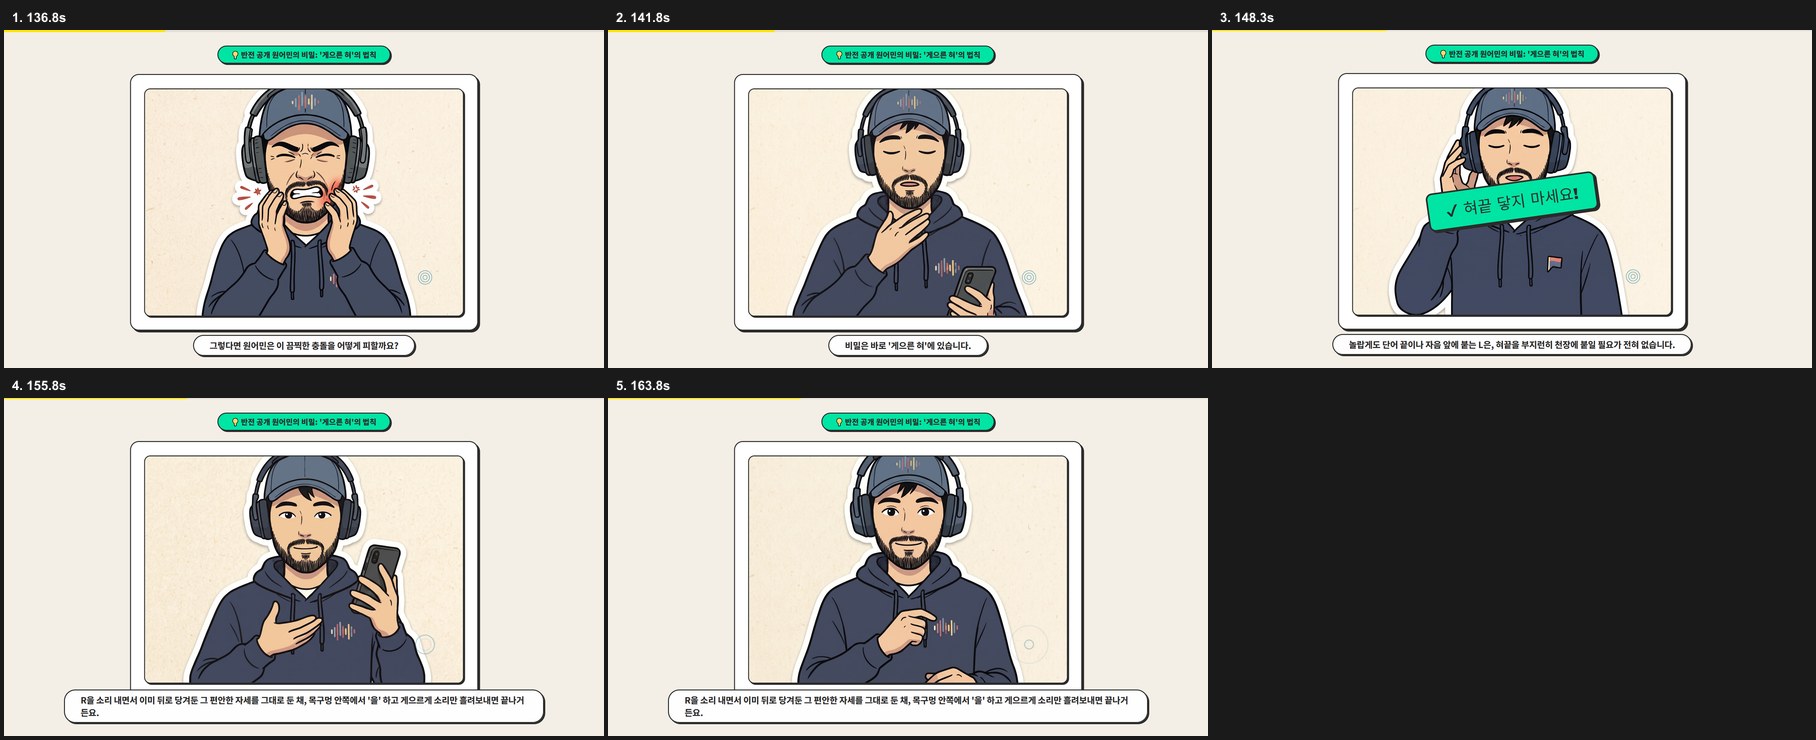 1. 136.8s
💡 반전 공개 원어민의 비밀: '게으른 혀'의 법칙
그렇다면 원어민은 이 끔찍한 충돌을 어떻게 피할까요?
2. 141.8s
💡 반전 공개 원어민의 비밀: '게으른 혀'의 법칙
비밀은 바로 '게으른 혀'에 있습니다.
3. 148.3s
💡 반전 공개 원어민의 비밀: '게으른 혀'의 법칙
✓ 혀끝 닿지 마세요!
놀랍게도 단어 끝이나 자음 앞에 붙는 L은, 혀끝을 부지런히 천장에 붙일 필요가 전혀 없습니다.
4. 155.8s
💡 반전 공개 원어민의 비밀: '게으른 혀'의 법칙
R을 소리 내면서 이미 뒤로 당겨둔 그 편안한 자세를 그대로 둔 채, 목구멍 안쪽에서 '을' 하고 게으르게 소리만 흘려보내면 끝나거
든요.
5. 163.8s
💡 반전 공개 원어민의 비밀: '게으른 혀'의 법칙
R을 소리 내면서 이미 뒤로 당겨둔 그 편안한 자세를 그대로 둔 채, 목구멍 안쪽에서 '을' 하고 게으르게 소리만 흘려보내면 끝나거
든요.